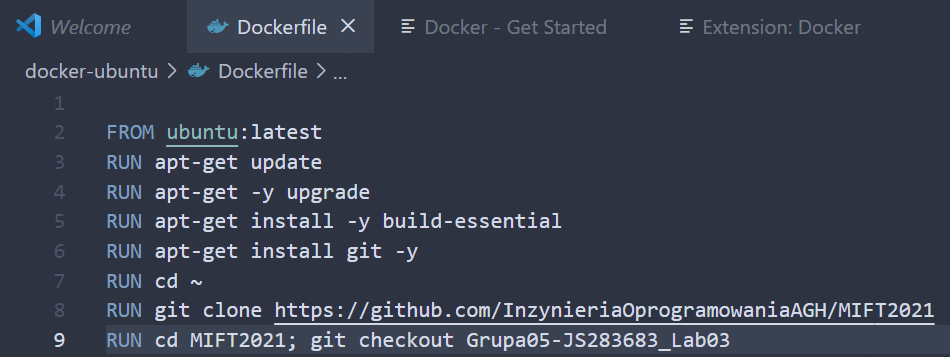 Welcome Dockerfile Docker - Get Started Extension: Docker
docker-ubuntu > Dockerfile > ...
1
2 FROM ubuntu:latest
3 RUN apt-get update
4 RUN apt-get -y upgrade
5 RUN apt-get install -y build-essential
6 RUN apt-get install git -y
7 RUN cd ~
8 RUN git clone https://github.com/InzynieriaOprogramowaniaAGH/MIFT2021
9 RUN cd MIFT2021; git checkout Grupa05-JS283683_Lab03